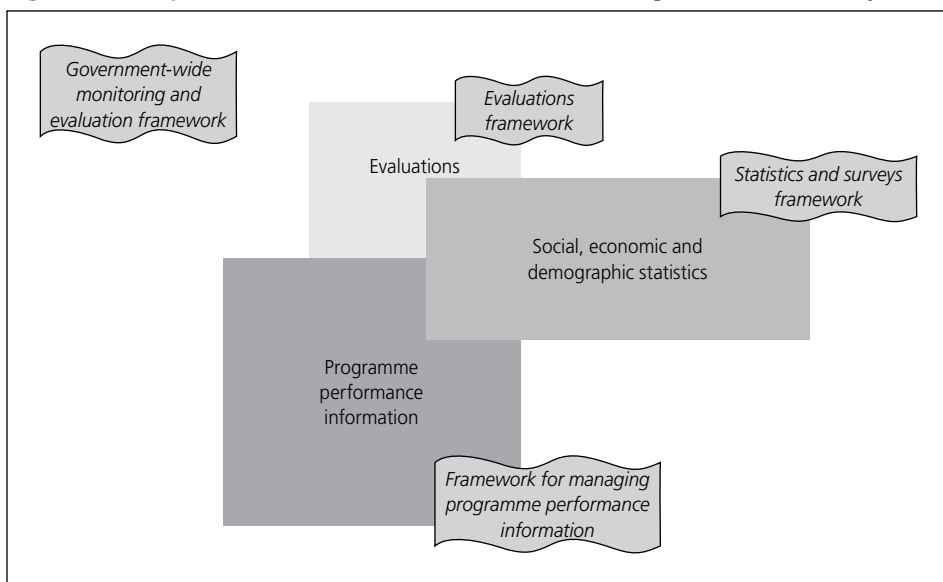 Government-wide
monitoring and
evaluation framework
Evaluations
framework
Evaluations
Statistics and surveys
framework
Social, economic and
demographic statistics
Programme
performance
information
Framework for managing
programme performance
information